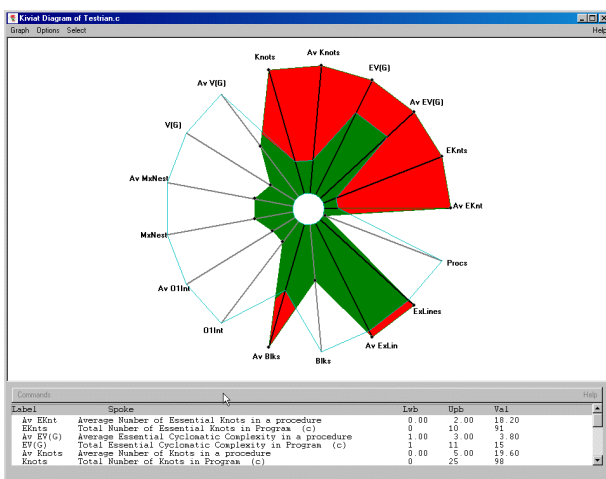 Kiviat Diagram of Testrian.c
Graph Options Select Help
Av Knots
Knots
EV(G)
Av V(G)
Av EV(G)
V(G)
EKnts
Av MxNest
Av EKnt
MxNest
Procs
Av O1Int
ExLines
O1Int
Av ExLin
Av Blks
Blks
Commands Help
Label Spoke Lwb Upb Val
Av EKnt Average Number of Essential Knots in a procedure 0.00 2.00 18.20
EKnts Total Number of Essential Knots in Program (c) 0 10 91
Av EV(G) Average Essential Cyclomatic Complexity in a procedure 1.00 3.00 3.80
EV(G) Total Essential Cyclomatic Complexity in Program (c) 1 11 15
Av Knots Average Number of Knots in a procedure 0.00 5.00 19.60
Knots Total Number of Knots in Program (c) 0 25 98